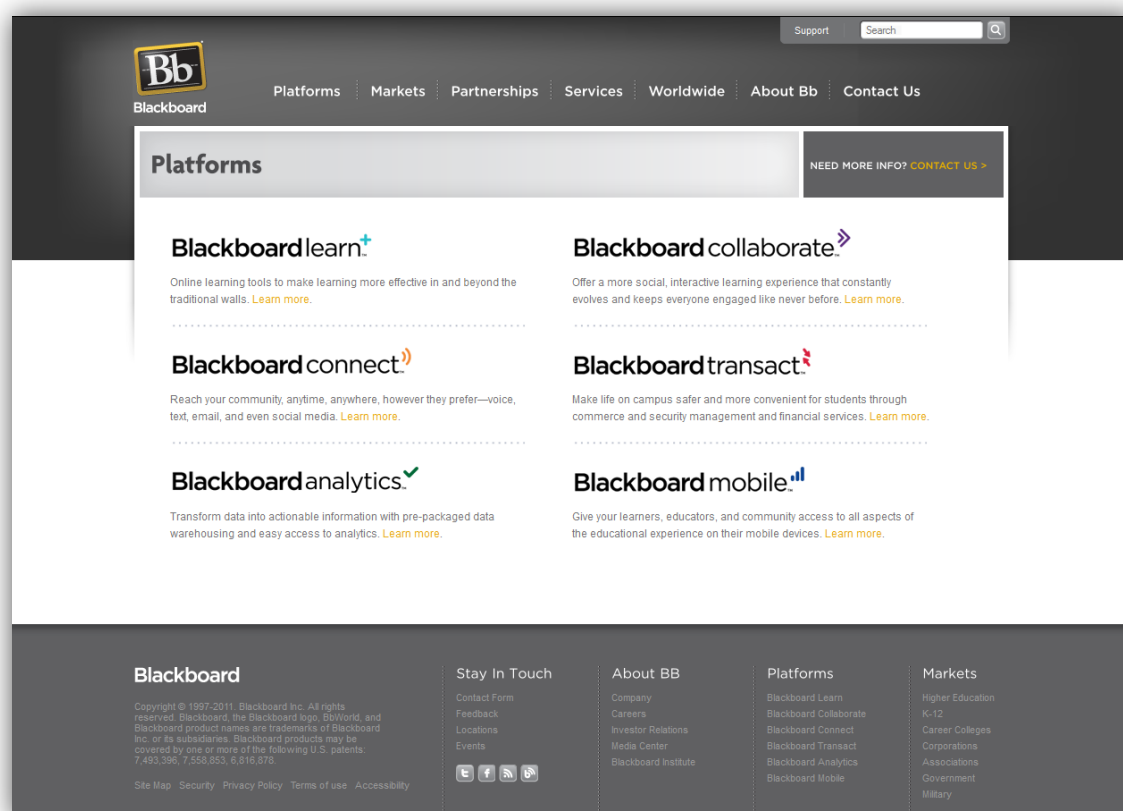 Support
Search
Bb
Blackboard
Platforms Markets Partnerships Services Worldwide About Bb Contact Us
Platforms
NEED MORE INFO? CONTACT US >
Blackboard learn+™
Online learning tools to make learning more effective in and beyond the
traditional walls. Learn more.
Blackboard collaborate™
Offer a more social, interactive learning experience that constantly
evolves and keeps everyone engaged like never before. Learn more.
Blackboard connect™
Reach your community, anytime, anywhere, however they prefer—voice,
text, email, and even social media. Learn more.
Blackboard transact™
Make life on campus safer and more convenient for students through
commerce and security management and financial services. Learn more.
Blackboard analytics™
Transform data into actionable information with pre-packaged data
warehousing and easy access to analytics. Learn more.
Blackboard mobile™
Give your learners, educators, and community access to all aspects of
the educational experience on their mobile devices. Learn more.
Blackboard
Copyright © 1997-2011. Blackboard Inc. All rights
reserved. Blackboard, the Blackboard logo, BbWorld, and
Blackboard product names are trademarks of Blackboard
Inc. or its subsidiaries. Blackboard products may be
covered by one or more of the following U.S. patents:
7,493,396, 7,558,853, 6,816,878.
Site Map Security Privacy Policy Terms of use Accessibility
Stay In Touch
Contact Form
Feedback
Locations
Events
About BB
Company
Careers
Investor Relations
Media Center
Blackboard Institute
Platforms
Blackboard Learn
Blackboard Collaborate
Blackboard Connect
Blackboard Transact
Blackboard Analytics
Blackboard Mobile
Markets
Higher Education
K-12
Career Colleges
Corporations
Associations
Government
Military